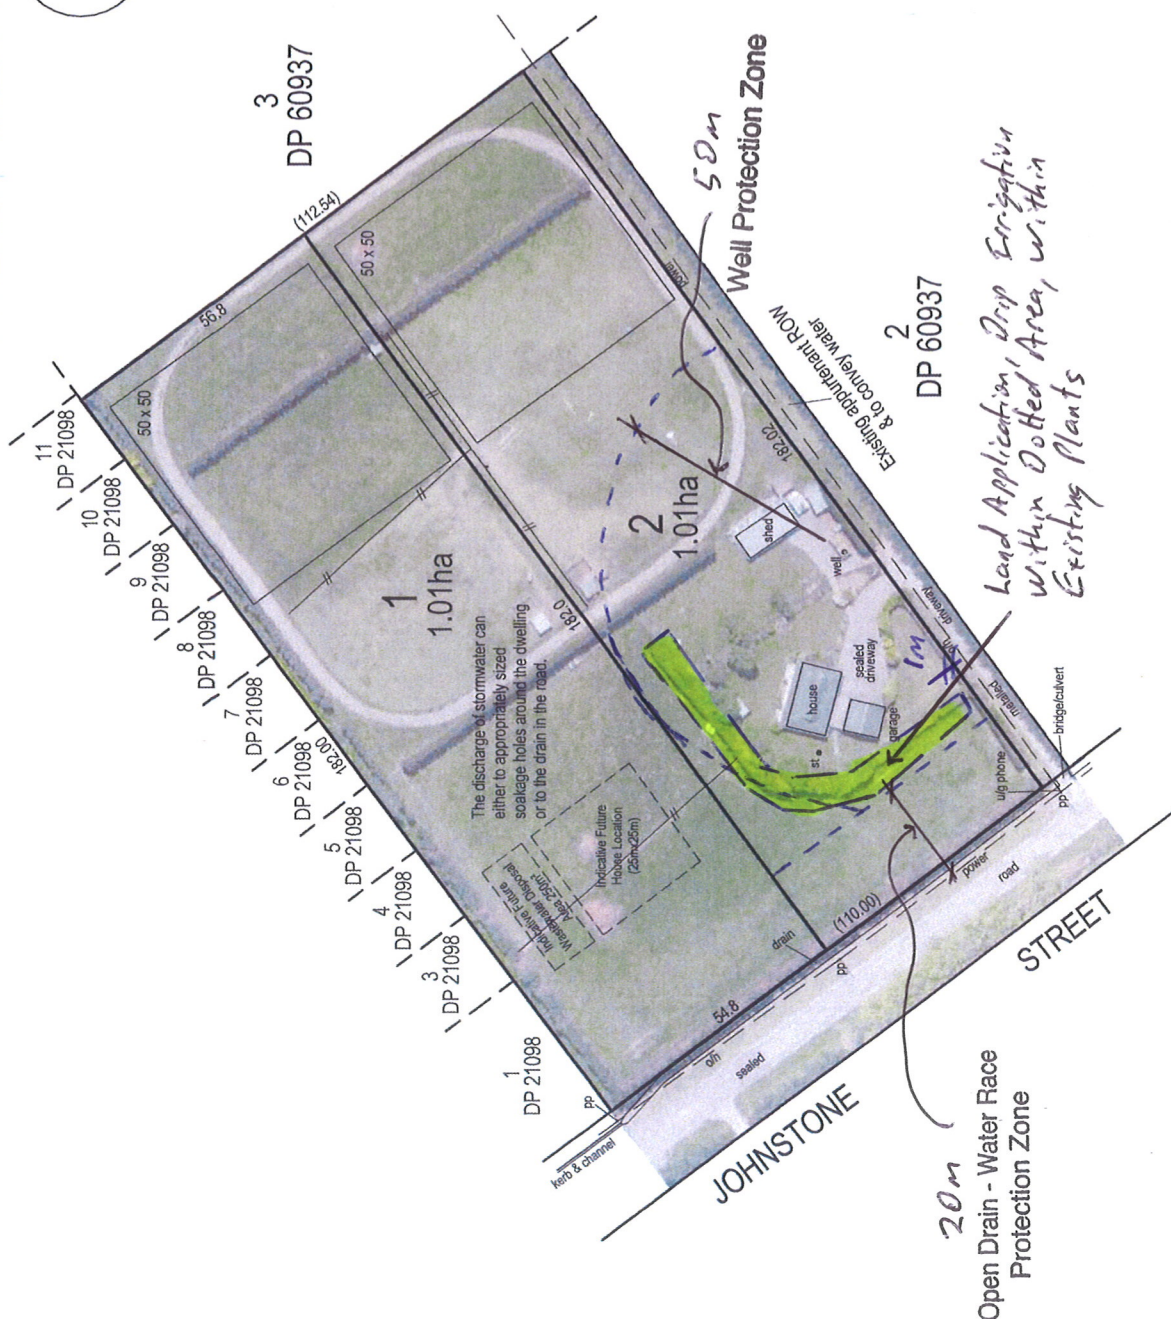 3
DP 60937
(112.54)
56.8
50 x 50
50 x 50
11
DP 21098
10
DP 21098
9
DP 21098
8
DP 21098
7
DP 21098
6
DP 21098
5
DP 21098
4
DP 21098
3
DP 21098
1
DP 21098
182.00
50m
Well Protection Zone
power
Existing appurtenant ROW
& to convey water
2
DP 60937
182.02
Land Application, Drip Irrigation
within Dotted Area, within
Existing Plants
1
1.01ha
2
1.01ha
182.0
The discharge of stormwater can
either to appropriately sized
soakage holes around the dwelling
or to the drain in the road.
shed
well
house
sealed
driveway
garage
st
1m
o/h
driveway
metalled
bridge/culvert
u/g phone
pp
Indicative Future
Wastewater Disposal
Area 250m²
Indicative Future
House Location
(25mx25m)
drain
(110.00)
power
road
pp
54.8
o/h
sealed
pp
kerb & channel
JOHNSTONE
STREET
20m
Open Drain - Water Race
Protection Zone